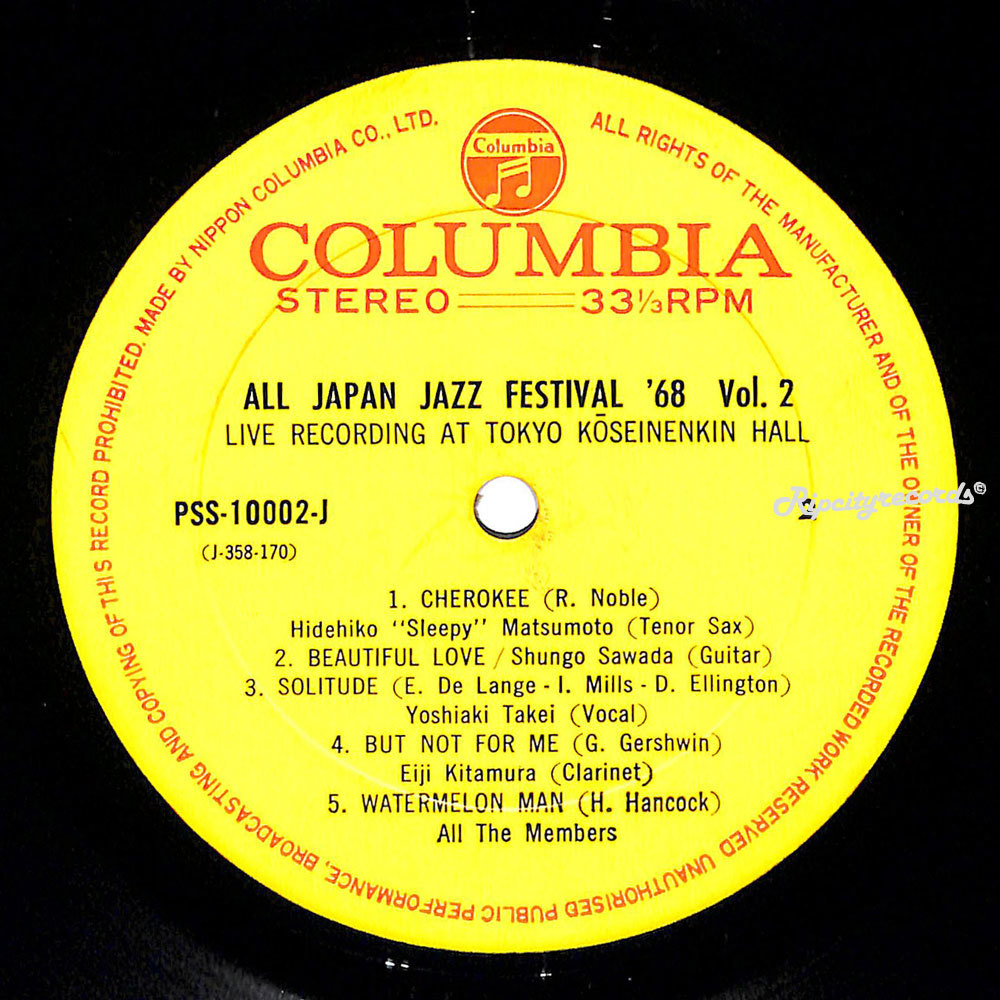 Columbia
COLUMBIA
STEREO 33⅓RPM
ALL JAPAN JAZZ FESTIVAL '68 Vol. 2
LIVE RECORDING AT TOKYO KŌSEINENKIN HALL
PSS-10002-J
(J-358-170)
Ripcityrecords©
1. CHEROKEE (R. Noble)
Hidehiko "Sleepy" Matsumoto (Tenor Sax)
2. BEAUTIFUL LOVE / Shungo Sawada (Guitar)
3. SOLITUDE (E. De Lange - I. Mills - D. Ellington)
Yoshiaki Takei (Vocal)
4. BUT NOT FOR ME (G. Gershwin)
Eiji Kitamura (Clarinet)
5. WATERMELON MAN (H. Hancock)
All The Members
ALL RIGHTS OF THE MANUFACTURER AND OF THE OWNER OF THE RECORDED WORK RESERVED UNAUTHORISED PUBLIC PERFORMANCE, BROADCASTING AND COPYING OF THIS RECORD PROHIBITED. MADE BY NIPPON COLUMBIA CO., LTD.